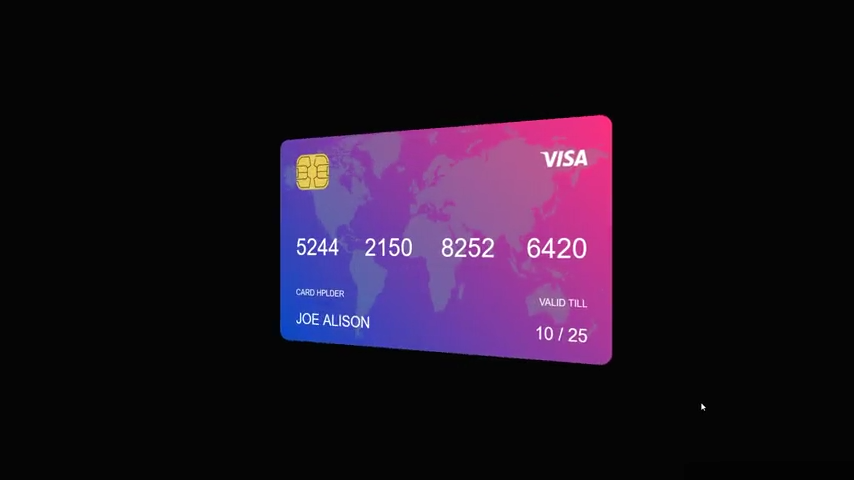 VISA
5244 2150 8252 6420
CARD HPLDER
VALID TILL
JOE ALISON
10 / 25